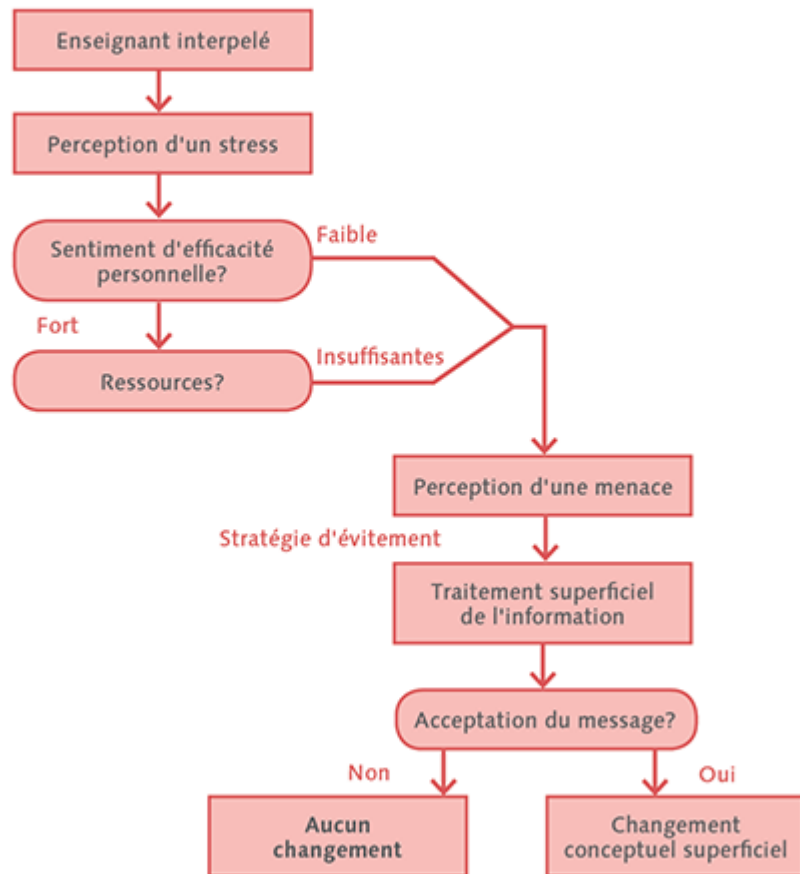 Enseignant interpelé
Perception d'un stress
Sentiment d'efficacité
personnelle?
Faible
Fort
Ressources?
Insuffisantes
Perception d'une menace
Stratégie d'évitement
Traitement superficiel
de l'information
Acceptation du message?
Non
Oui
Aucun
changement
Changement
conceptuel superficiel